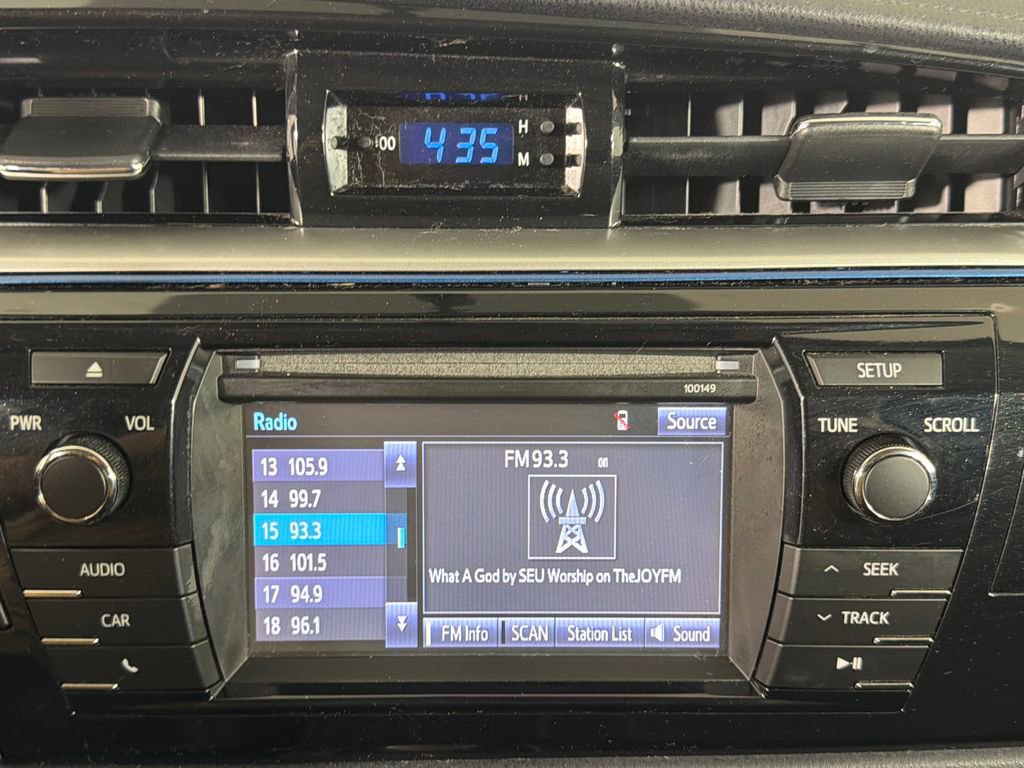 :00
4 35
H
M
100149
SETUP
PWR
VOL
TUNE
SCROLL
Radio
Source
13 105.9
14 99.7
15 93.3
16 101.5
17 94.9
18 96.1
FM 93.3
What A God by SEU Worship on TheJOYFM
FM Info
SCAN
Station List
Sound
AUDIO
CAR
SEEK
TRACK